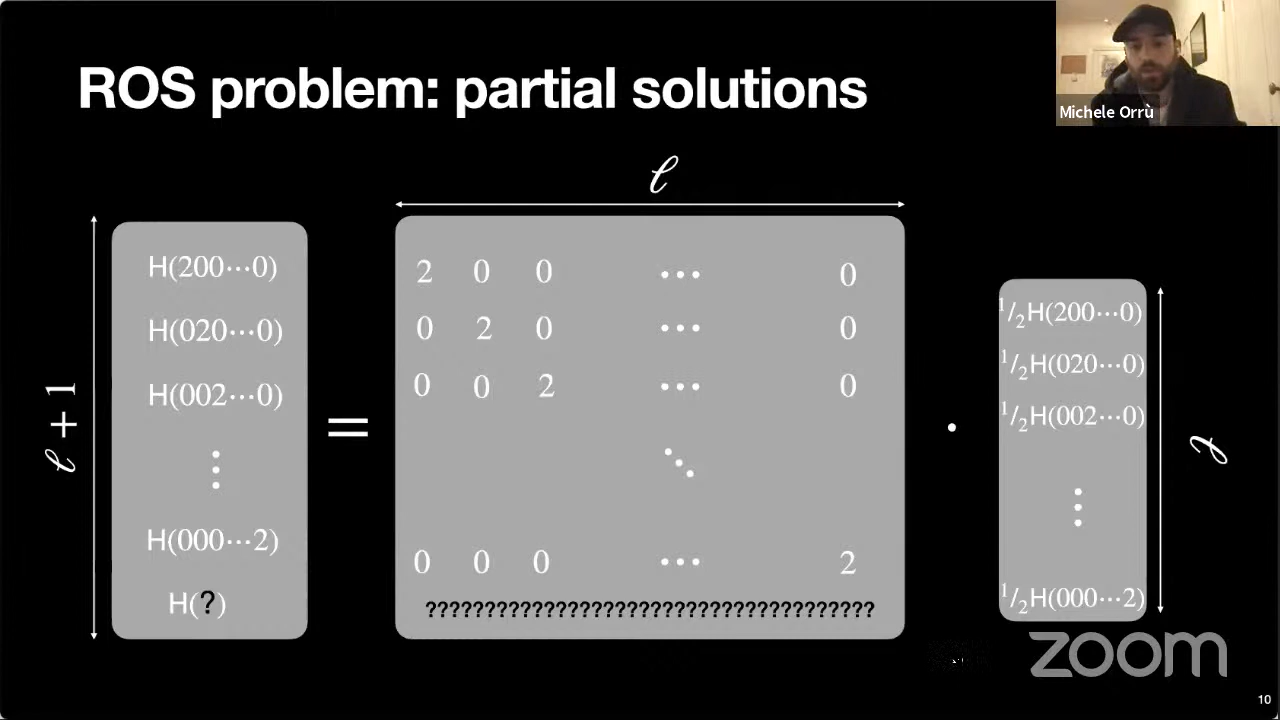 ROS problem: partial solutions
Michele Orrù
ℓ
ℓ + 1
H(200⋯0)
H(020⋯0)
H(002⋯0)
⋮
H(000⋯2)
H(?)
=
2 0 0 ⋯ 0
0 2 0 ⋯ 0
0 0 2 ⋯ 0
⋱
0 0 0 ⋯ 2
??????????????????????????????????????
·
1/2H(200⋯0)
1/2H(020⋯0)
1/2H(002⋯0)
⋮
1/2H(000⋯2)
ℓ
zoom
10